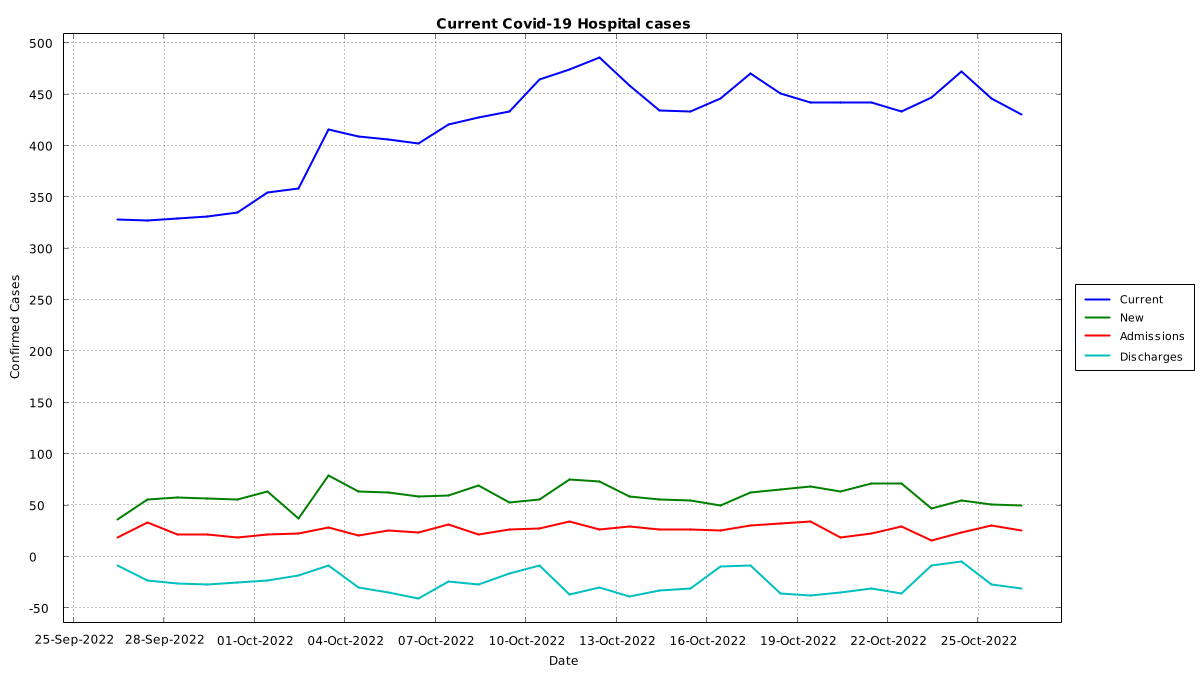 Current Covid-19 Hospital cases
500
450
400
350
300
250
200
150
100
50
0
-50
Confirmed Cases
25-Sep-2022 28-Sep-2022 01-Oct-2022 04-Oct-2022 07-Oct-2022 10-Oct-2022 13-Oct-2022 16-Oct-2022 19-Oct-2022 22-Oct-2022 25-Oct-2022
Date
Current
New
Admissions
Discharges